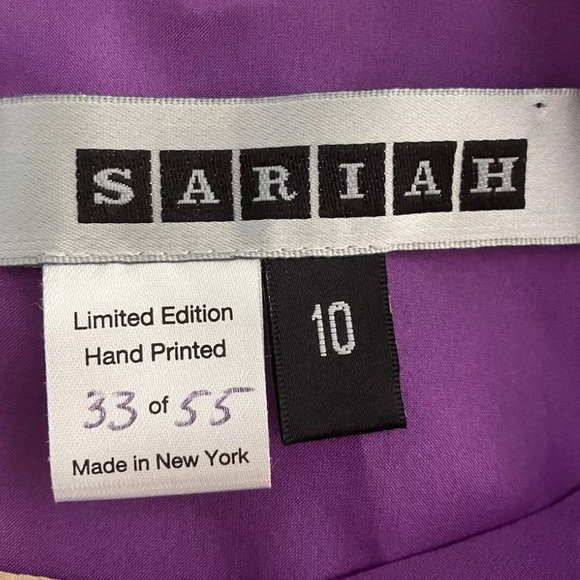 SARIAH
Limited Edition
Hand Printed
33 of 55
Made in New York
10